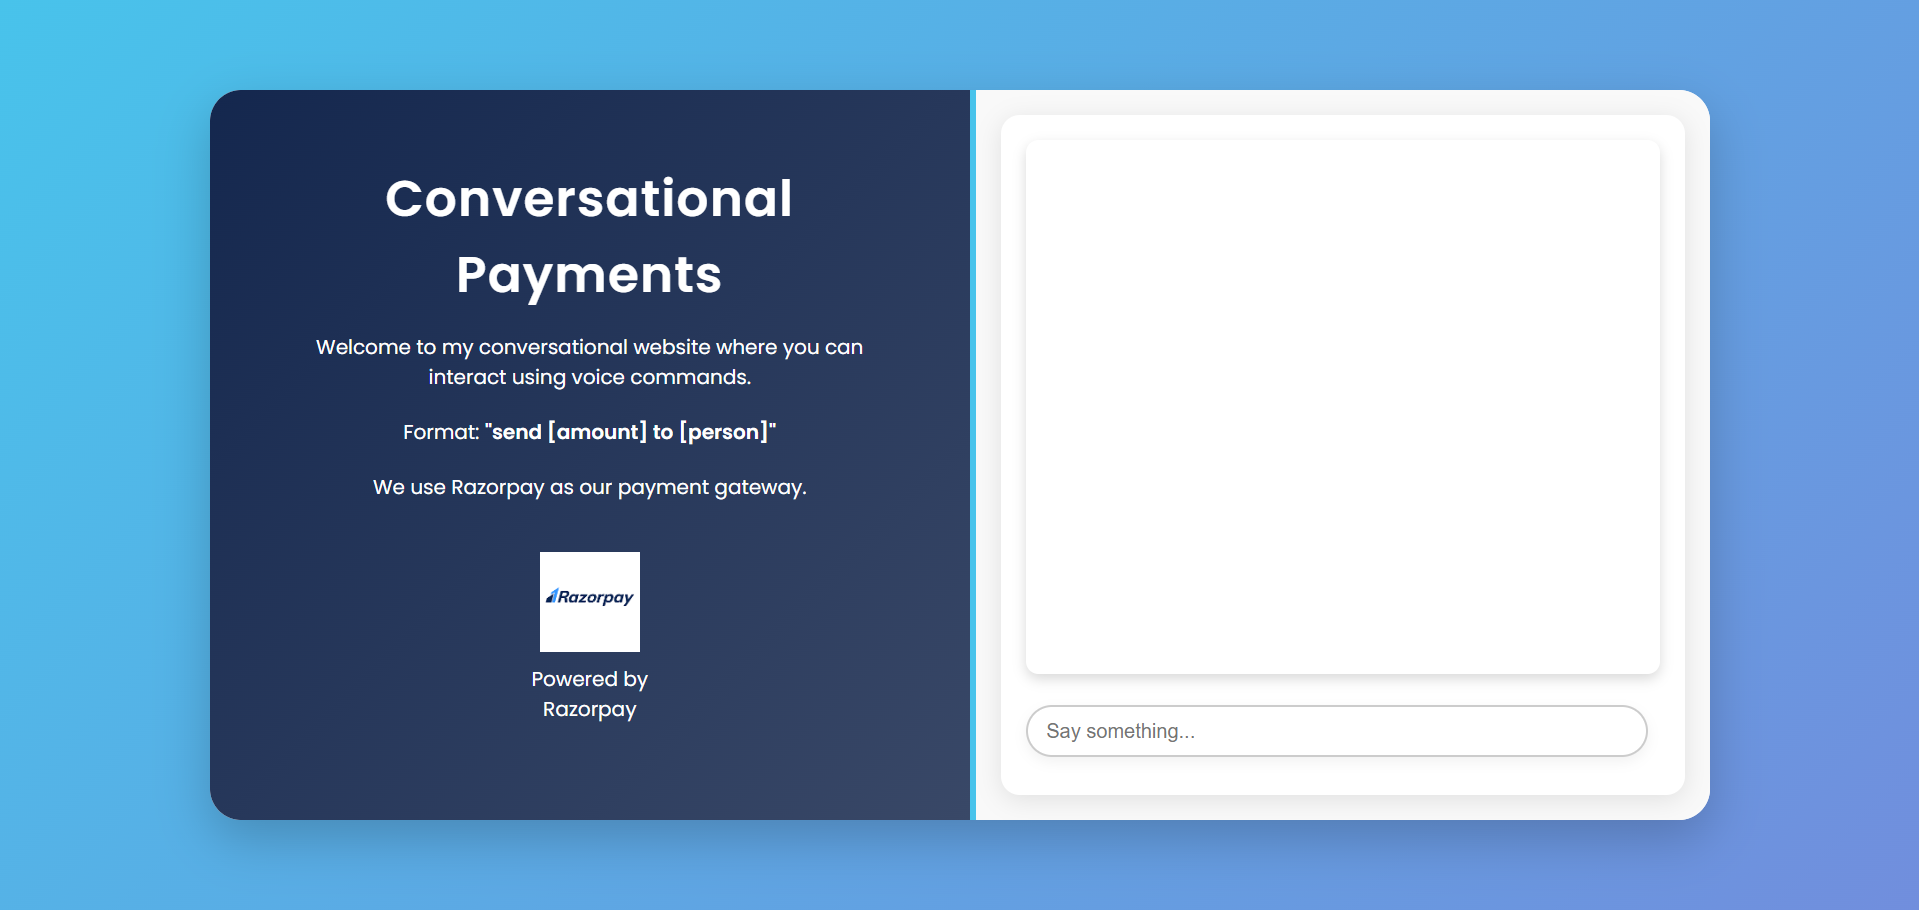 Conversational
Payments
Welcome to my conversational website where you can
interact using voice commands.
Format: "send [amount] to [person]"
We use Razorpay as our payment gateway.
Razorpay
Powered by
Razorpay
Say something...